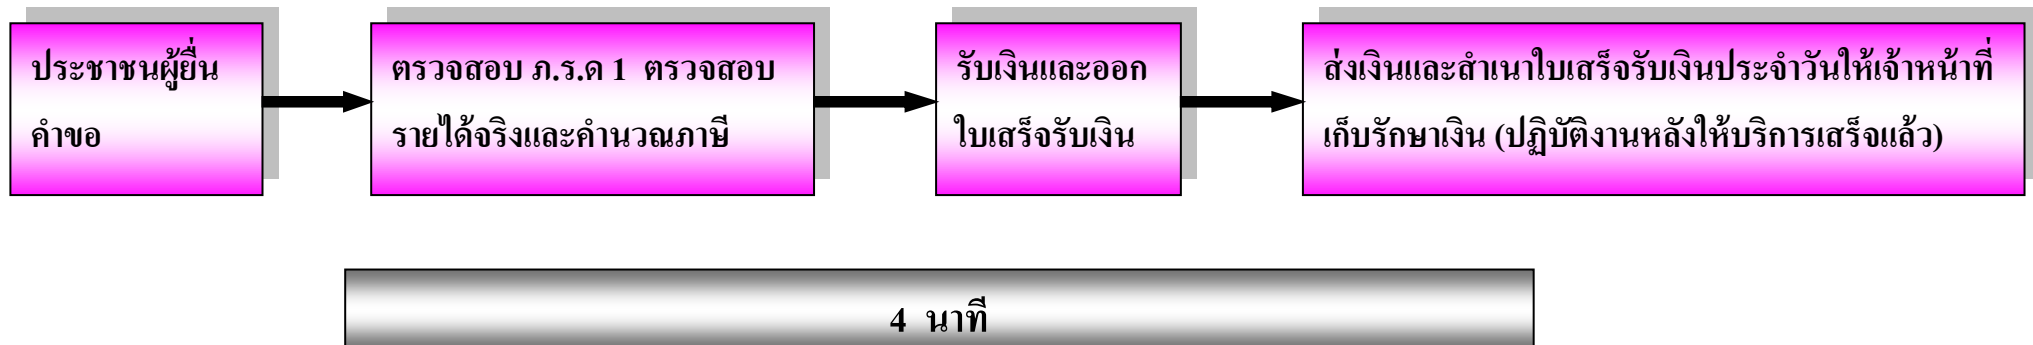 ประชาชนผู้ยื่น
คำขอ
ตรวจสอบ ภ.ร.ด 1 ตรวจสอบ
รายได้จริงและคำนวณภาษี
รับเงินและออก
ใบเสร็จรับเงิน
ส่งเงินและสำเนาใบเสร็จรับเงินประจำวันให้เจ้าหน้าที่
เก็บรักษาเงิน (ปฏิบัติงานหลังให้บริการเสร็จแล้ว)
4 นาที